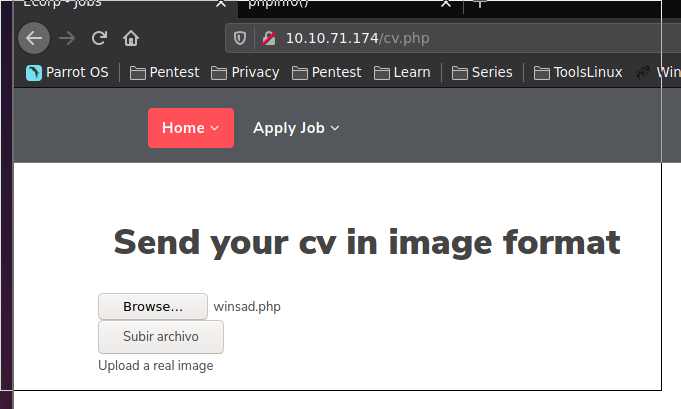 Ecorp - Jobs phpinfo()
10.10.71.174/cv.php
Parrot OS Pentest Privacy Pentest Learn Series ToolsLinux Win
Home Apply Job
Send your cv in image format
Browse... winsad.php
Subir archivo
Upload a real image